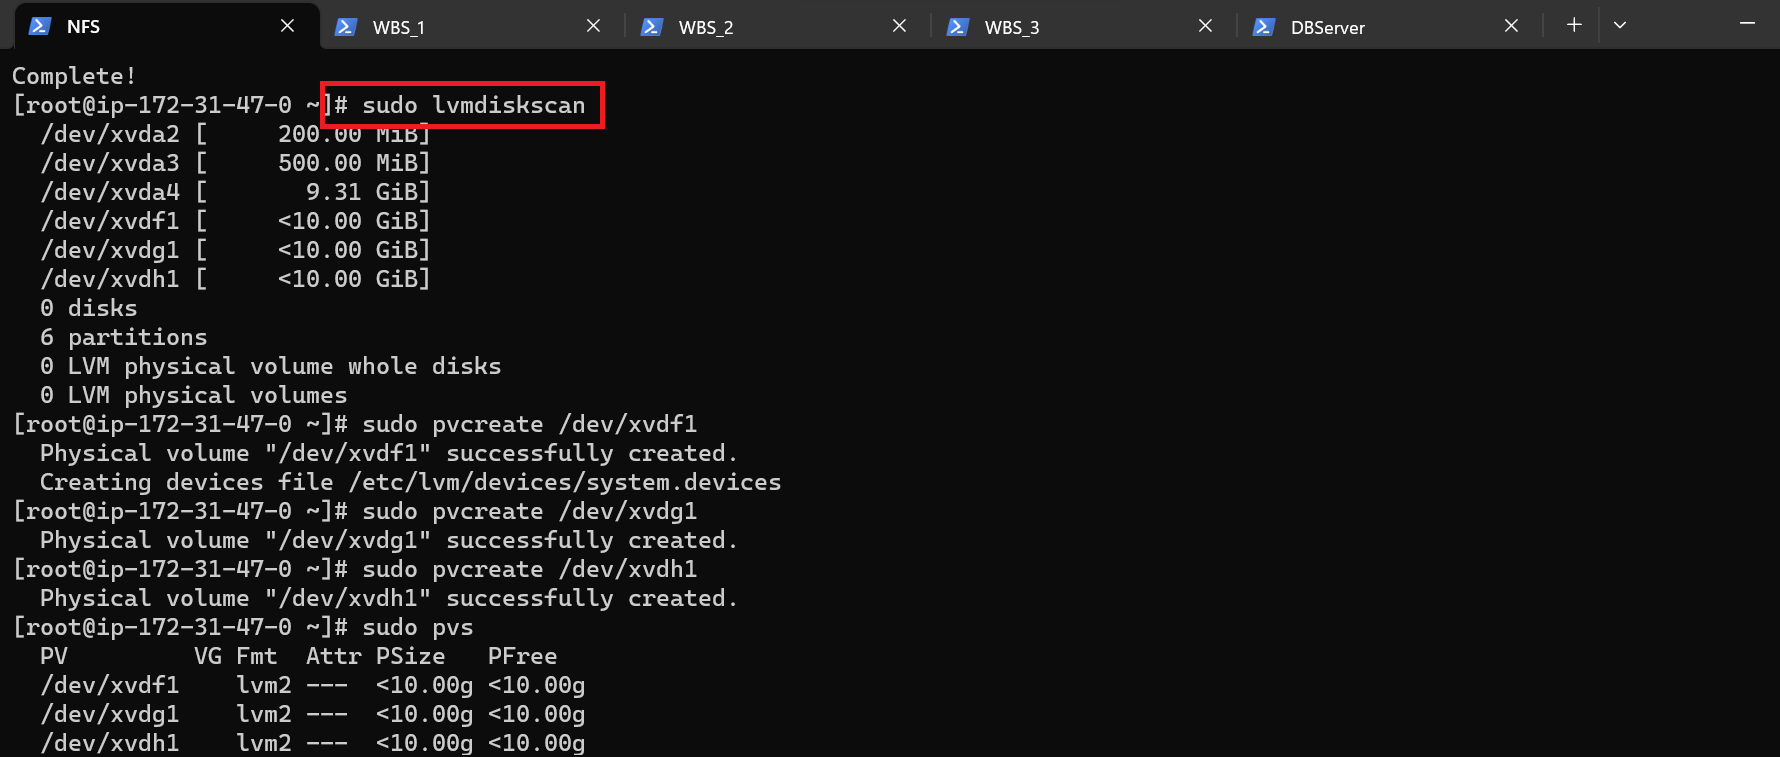 NFS WBS_1 WBS_2 WBS_3 DBServer
Complete!
[root@ip-172-31-47-0 ~]# sudo lvmdiskscan
  /dev/xvda2 [     200.00 MiB]
  /dev/xvda3 [     500.00 MiB]
  /dev/xvda4 [       9.31 GiB]
  /dev/xvdf1 [     <10.00 GiB]
  /dev/xvdg1 [     <10.00 GiB]
  /dev/xvdh1 [     <10.00 GiB]
  0 disks
  6 partitions
  0 LVM physical volume whole disks
  0 LVM physical volumes
[root@ip-172-31-47-0 ~]# sudo pvcreate /dev/xvdf1
  Physical volume "/dev/xvdf1" successfully created.
  Creating devices file /etc/lvm/devices/system.devices
[root@ip-172-31-47-0 ~]# sudo pvcreate /dev/xvdg1
  Physical volume "/dev/xvdg1" successfully created.
[root@ip-172-31-47-0 ~]# sudo pvcreate /dev/xvdh1
  Physical volume "/dev/xvdh1" successfully created.
[root@ip-172-31-47-0 ~]# sudo pvs
  PV         VG Fmt  Attr PSize   PFree
  /dev/xvdf1    lvm2 ---  <10.00g <10.00g
  /dev/xvdg1    lvm2 ---  <10.00g <10.00g
  /dev/xvdh1    lvm2 ---  <10.00g <10.00g